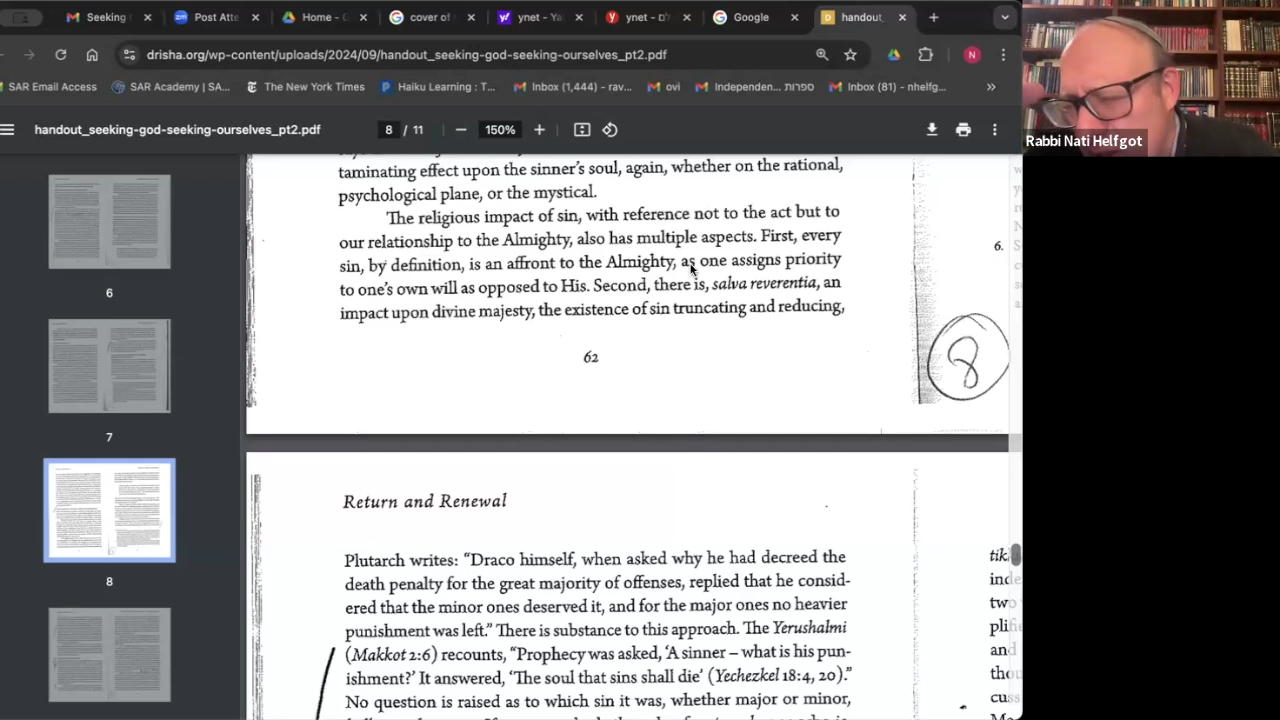 Seeking
Post Atte
Home -
cover of
ynet - Ya
ynet - ים
Google
handout_
drisha.org/wp-content/uploads/2024/09/handout_seeking-god-seeking-ourselves_pt2.pdf
N
SAR Email Access
SAR Academy | SA...
The New York Times
Haiku Learning : T...
Inbox (1,444) - rav...
ovi
Independen... ספרות
Inbox (81) - nhelfg...
handout_seeking-god-seeking-ourselves_pt2.pdf
8 / 11
150%
Rabbi Nati Helfgot
6
7
8
taminating effect upon the sinner's soul, again, whether on the rational,
psychological plane, or the mystical.
The religious impact of sin, with reference not to the act but to
our relationship to the Almighty, also has multiple aspects. First, every
sin, by definition, is an affront to the Almighty, as one assigns priority
to one's own will as opposed to His. Second, there is, salva reverentia, an
impact upon divine majesty, the existence of sin truncating and reducing,
62
6.
8
Return and Renewal
Plutarch writes: “Draco himself, when asked why he had decreed the
death penalty for the great majority of offenses, replied that he consid-
ered that the minor ones deserved it, and for the major ones no heavier
punishment was left.” There is substance to this approach. The Yerushalmi
(Makkot 2:6) recounts, “Prophecy was asked, ‘A sinner – what is his pun-
ishment?’ It answered, ‘The soul that sins shall die’ (Yechezkel 18:4, 20).”
No question is raised as to which sin it was, whether major or minor,
tik
inde
two
plifi
and
thou
cuss